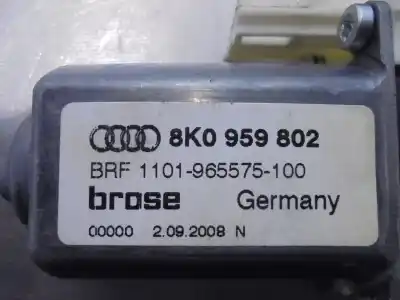 8K0 959 802
BRF 1101-965575-100
brose Germany
00000 2.09.2008 N